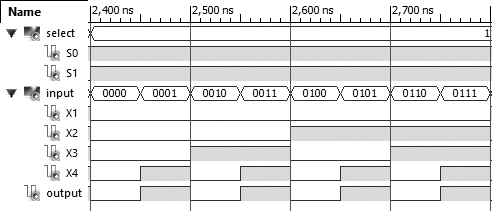 Name 2,400 ns 2,500 ns 2,600 ns 2,700 ns
select 1
S0
S1
input 0000 0001 0010 0011 0100 0101 0110 0111
X1
X2
X3
X4
output